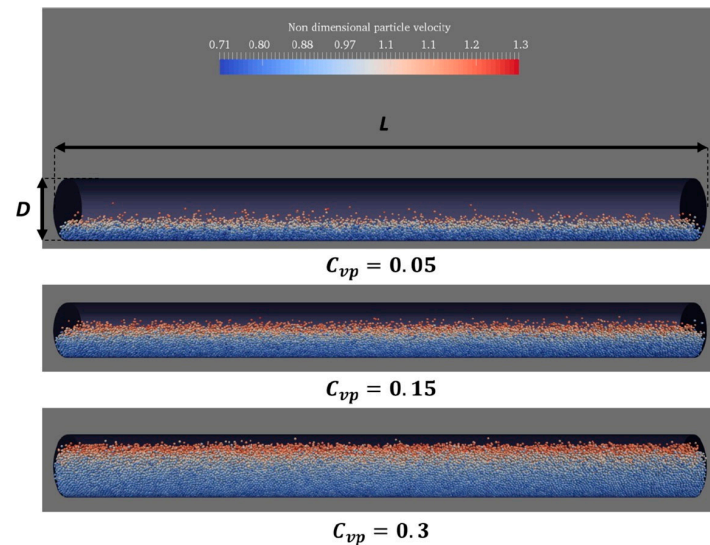 Non dimensional particle velocity
0.71 0.80 0.88 0.97 1.1 1.1 1.2 1.3
L
D
C_vp = 0.05
C_vp = 0.15
C_vp = 0.3